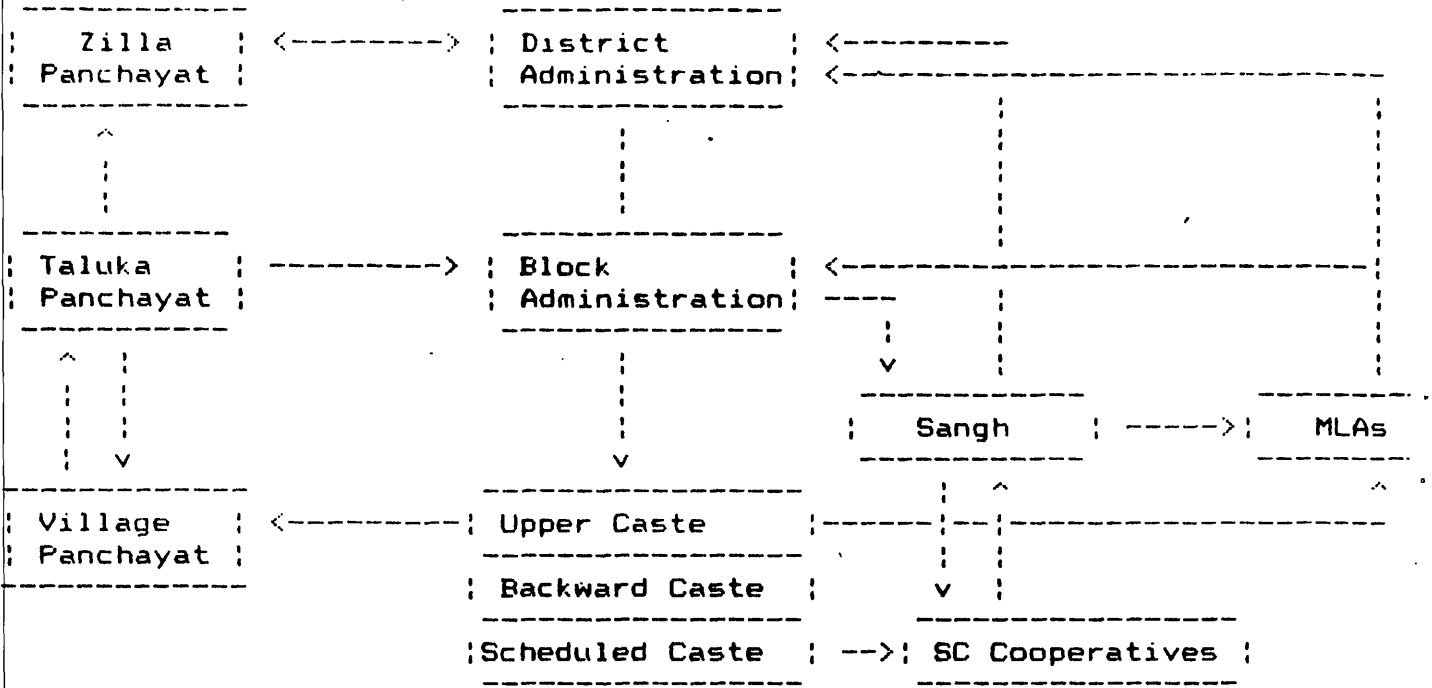 Zilla
Panchayat
District
Administration
Taluka
Panchayat
Block
Administration
Sangh
MLAs
Village
Panchayat
Upper Caste
Backward Caste
Scheduled Caste
SC Cooperatives